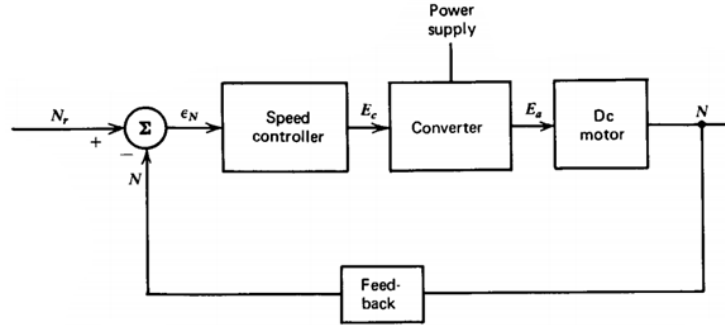 Power
supply
N_r
+
Σ
−
N
ϵ_N
Speed
controller
E_c
Converter
E_a
Dc
motor
N
Feed-
back